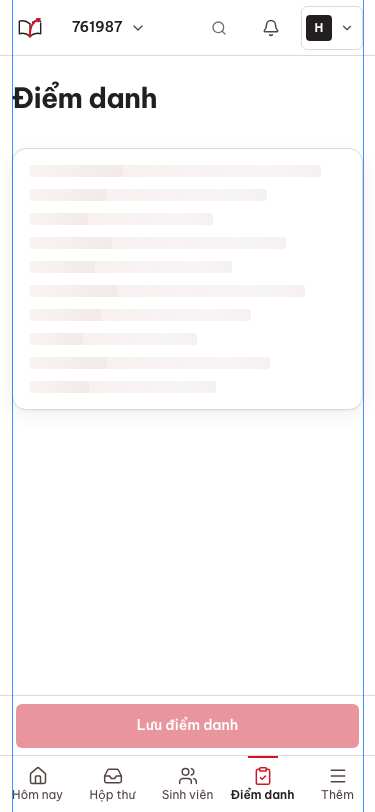 761987
H
Điểm danh
Lưu điểm danh
Hôm nay
Hộp thư
Sinh viên
Điểm danh
Thêm